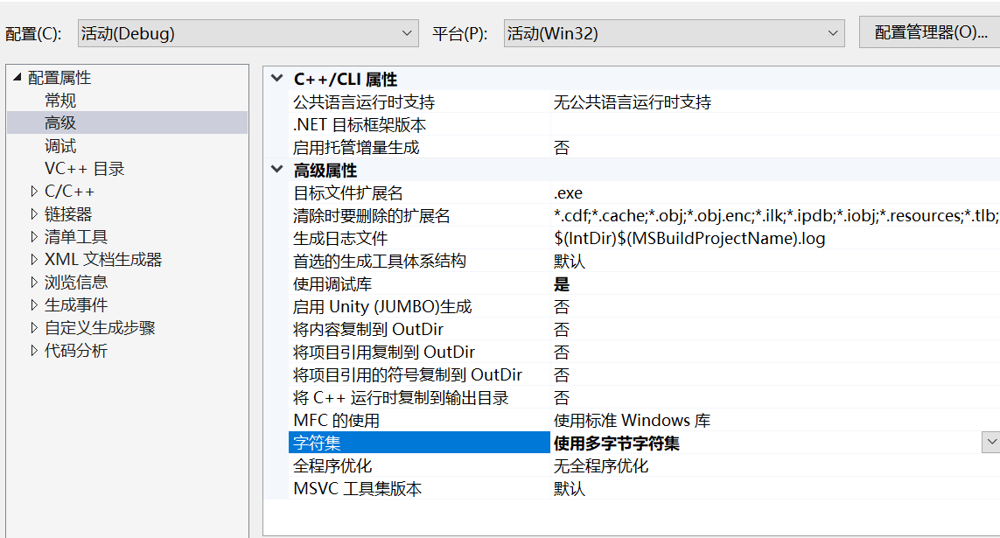 配置(C): 活动(Debug) 平台(P): 活动(Win32) 配置管理器(O)...
配置属性
常规
高级
调试
VC++ 目录
C/C++
链接器
清单工具
XML 文档生成器
浏览信息
生成事件
自定义生成步骤
代码分析
C++/CLI 属性
公共语言运行时支持 无公共语言运行时支持
.NET 目标框架版本
启用托管增量生成 否
高级属性
目标文件扩展名 .exe
清除时要删除的扩展名 *.cdf;*.cache;*.obj;*.obj.enc;*.ilk;*.ipdb;*.iobj;*.resources;*.tlb;
生成日志文件 $(IntDir)$(MSBuildProjectName).log
首选的生成工具体系结构 默认
使用调试库 是
启用 Unity (JUMBO)生成 否
将内容复制到 OutDir 否
将项目引用复制到 OutDir 否
将项目引用的符号复制到 OutDir 否
将 C++ 运行时复制到输出目录 否
MFC 的使用 使用标准 Windows 库
字符集 使用多字节字符集
全程序优化 无全程序优化
MSVC 工具集版本 默认